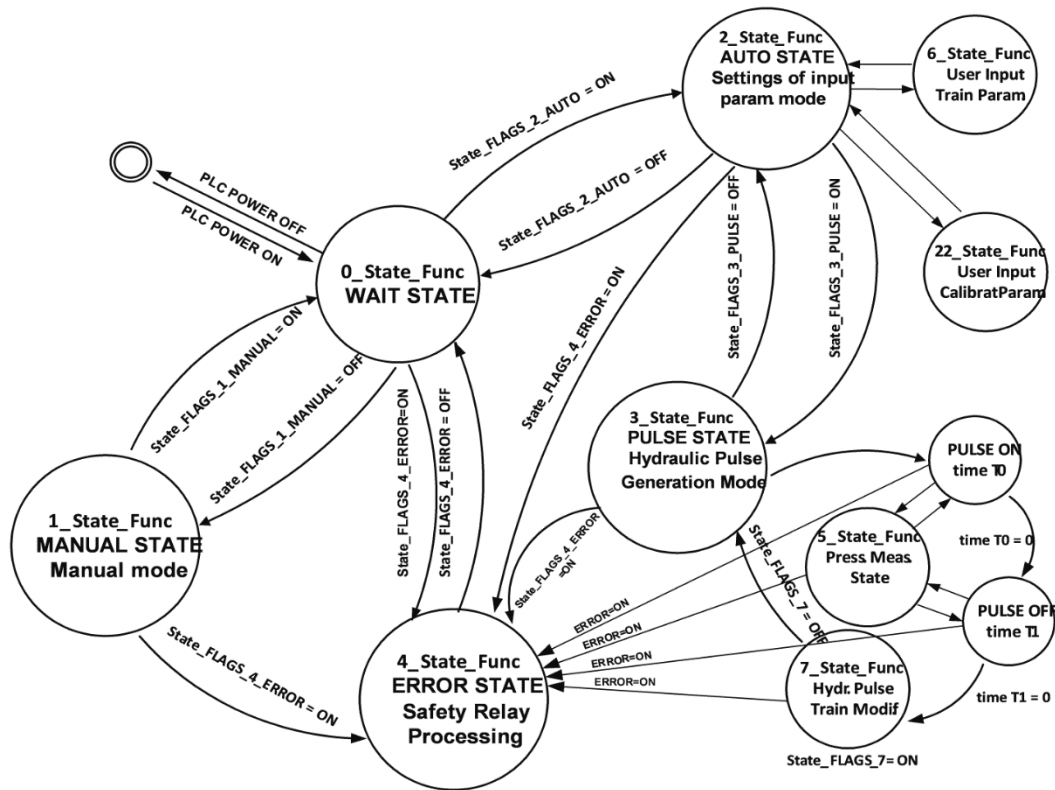 2_State_Func
AUTO STATE
Settings of input
param. mode
6_State_Func
User Input
Train Param
State_FLAGS_2_AUTO = ON
State_FLAGS_2_AUTO = OFF
PLC POWER OFF
PLC POWER ON
0_State_Func
WAIT STATE
22_State_Func
User Input
CalibratParam
State_FLAGS_3_PULSE = OFF
State_FLAGS_3_PULSE = ON
State_FLAGS_4_ERROR = ON
State_FLAGS_1_MANUAL = ON
State_FLAGS_1_MANUAL = OFF
State_FLAGS_4_ERROR=ON
State_FLAGS_4_ERROR = OFF
3_State_Func
PULSE STATE
Hydraulic Pulse
Generation Mode
PULSE ON
time T0
1_State_Func
MANUAL STATE
Manual mode
State_FLAGS_4_ERROR
=ON
5_State_Func
Press. Meas.
State
time T0 = 0
PULSE OFF
time T1
State_FLAGS_7 = OFF
ERROR=ON
ERROR=ON
ERROR=ON
ERROR=ON
State_FLAGS_4_ERROR = ON
4_State_Func
ERROR STATE
Safety Relay
Processing
7_State_Func
Hydr. Pulse
Train Modif.
time T1 = 0
State_FLAGS_7= ON